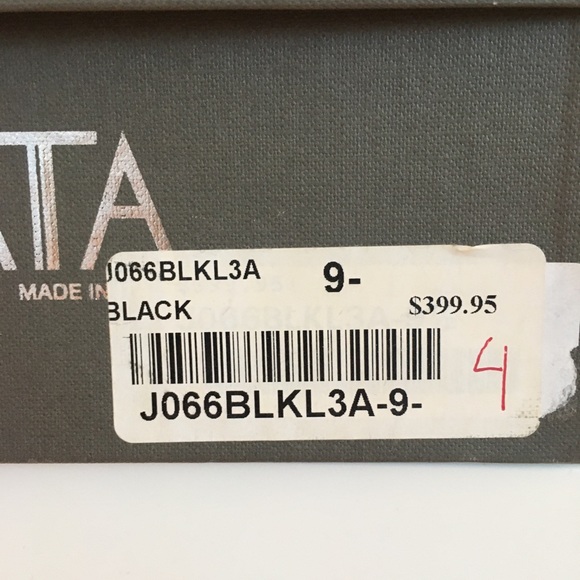 ATA
MADE IN
J066BLKL3A 9-
BLACK $399.95
4
J066BLKL3A-9-